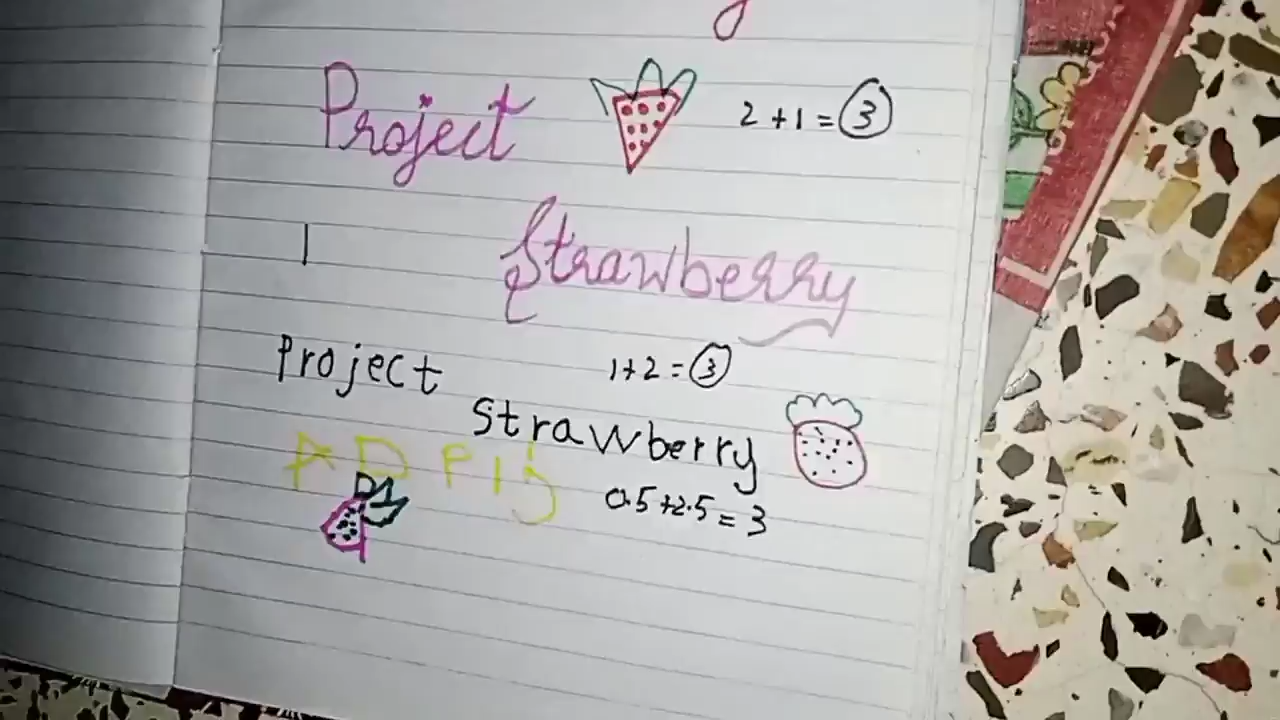 Project 2 + 1 = 3
Strawberry
Project 1 + 2 = 3
strawberry
0.5 + 2.5 = 3